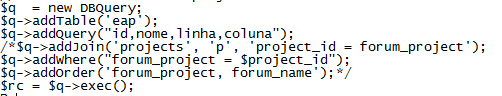 $q  = new DBQuery;
$q->addTable('eap');
$q->addQuery("id,nome,linha,coluna");
/*$q->addJoin('projects', 'p', 'project_id = forum_project');
$q->addWhere("forum_project = $project_id");
$q->addOrder('forum_project, forum_name');*/
$rc = $q->exec();